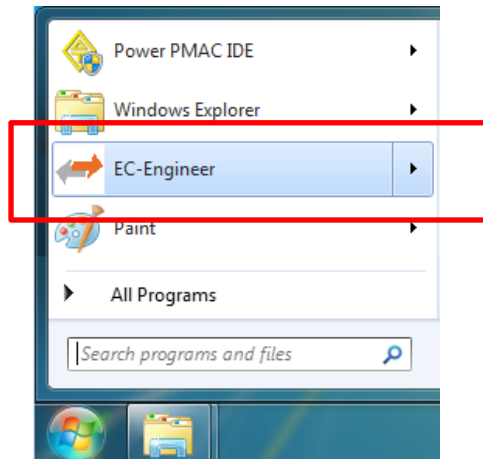 Power PMAC IDE
Windows Explorer
EC-Engineer
Paint
All Programs
Search programs and files